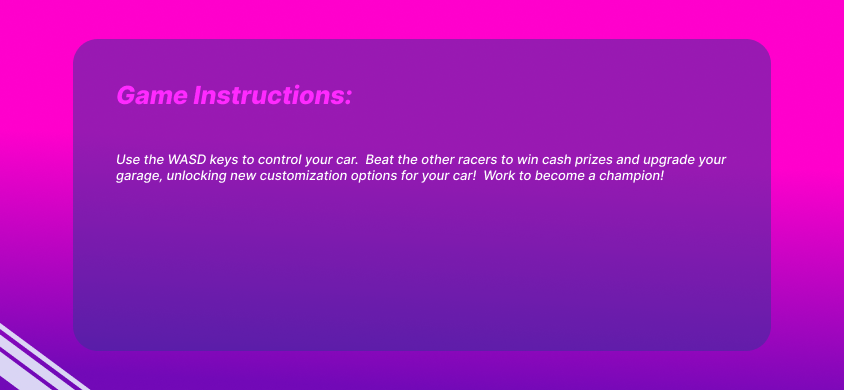 Game Instructions:
Use the WASD keys to control your car.  Beat the other racers to win cash prizes and upgrade your
garage, unlocking new customization options for your car!  Work to become a champion!